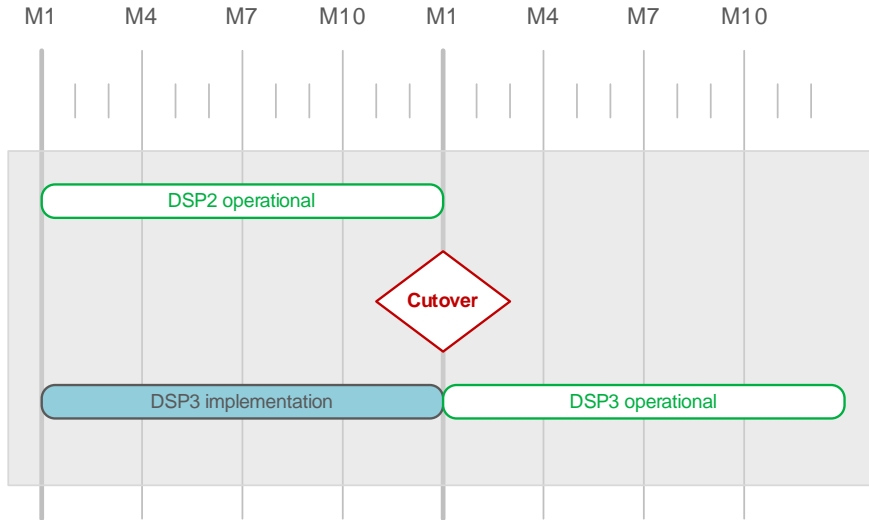 M1 M4 M7 M10 M1 M4 M7 M10
DSP2 operational
Cutover
DSP3 implementation DSP3 operational